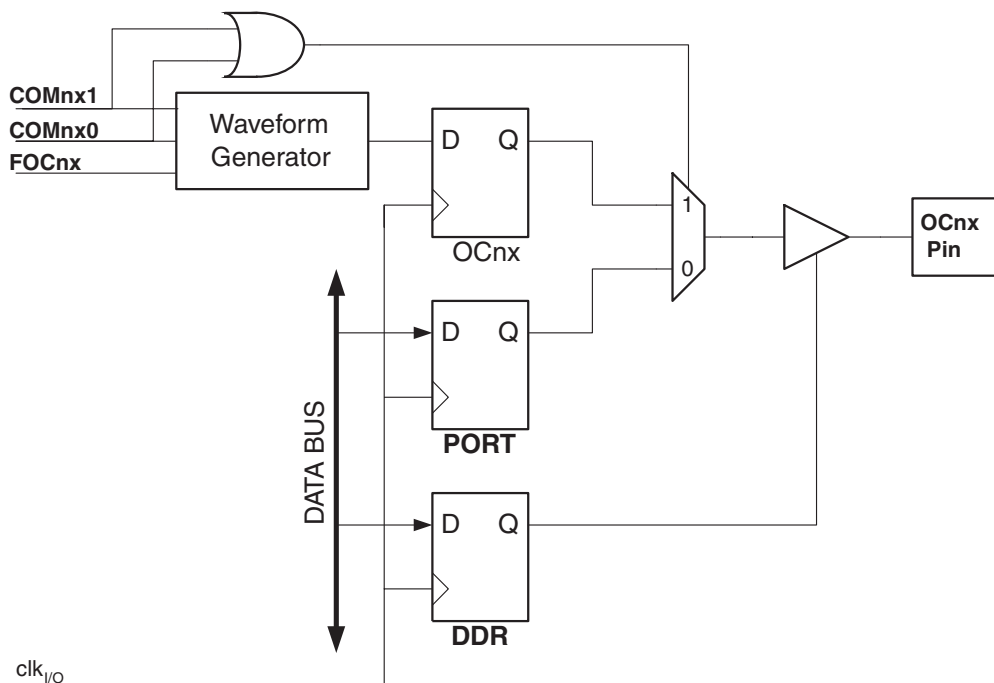 COMnx1
COMnx0
FOCnx
Waveform
Generator
D Q
OCnx
1
0
OCnx
Pin
DATA BUS
D Q
PORT
D Q
DDR
clkI/O